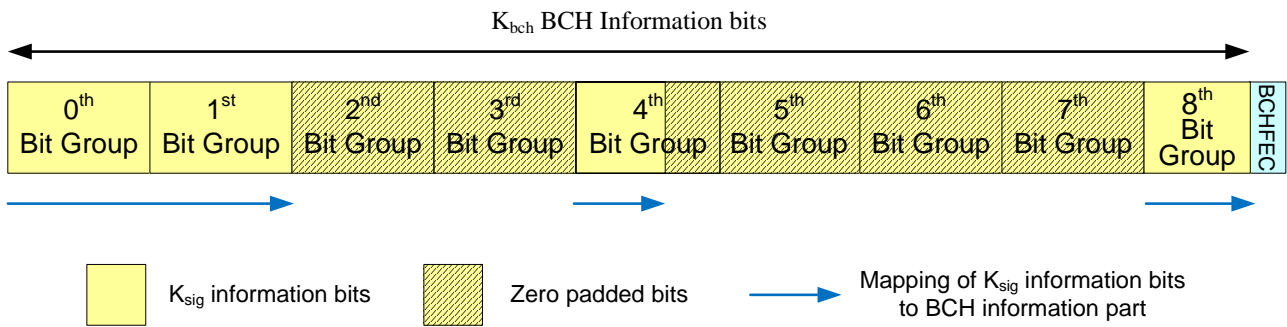 K_bch BCH Information bits
0th 1st 2nd 3rd 4th 5th 6th 7th 8th
Bit Group Bit Group Bit Group Bit Group Bit Group Bit Group Bit Group Bit Group Bit
Group
BCHFEC
K_sig information bits
Zero padded bits
Mapping of K_sig information bits
to BCH information part